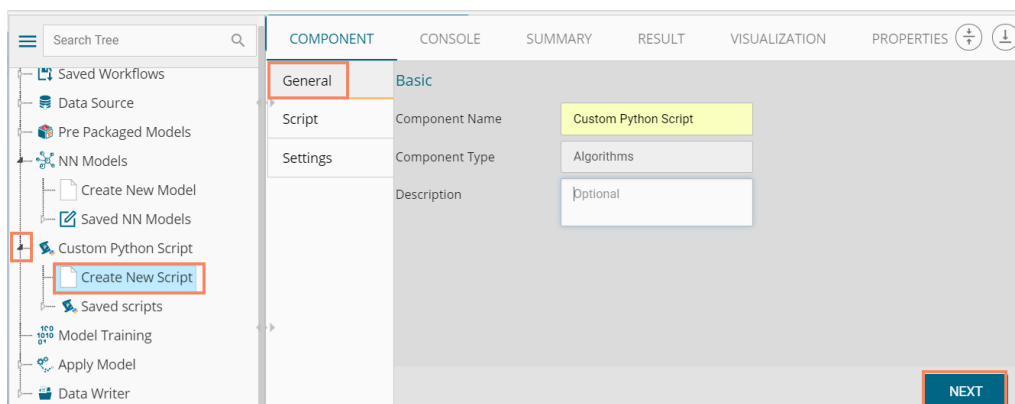 Search Tree
Saved Workflows
Data Source
Pre Packaged Models
NN Models
Create New Model
Saved NN Models
Custom Python Script
Create New Script
Saved scripts
Model Training
Apply Model
Data Writer
COMPONENT CONSOLE SUMMARY RESULT VISUALIZATION PROPERTIES
General
Script
Settings
Basic
Component Name Custom Python Script
Component Type Algorithms
Description Optional
NEXT